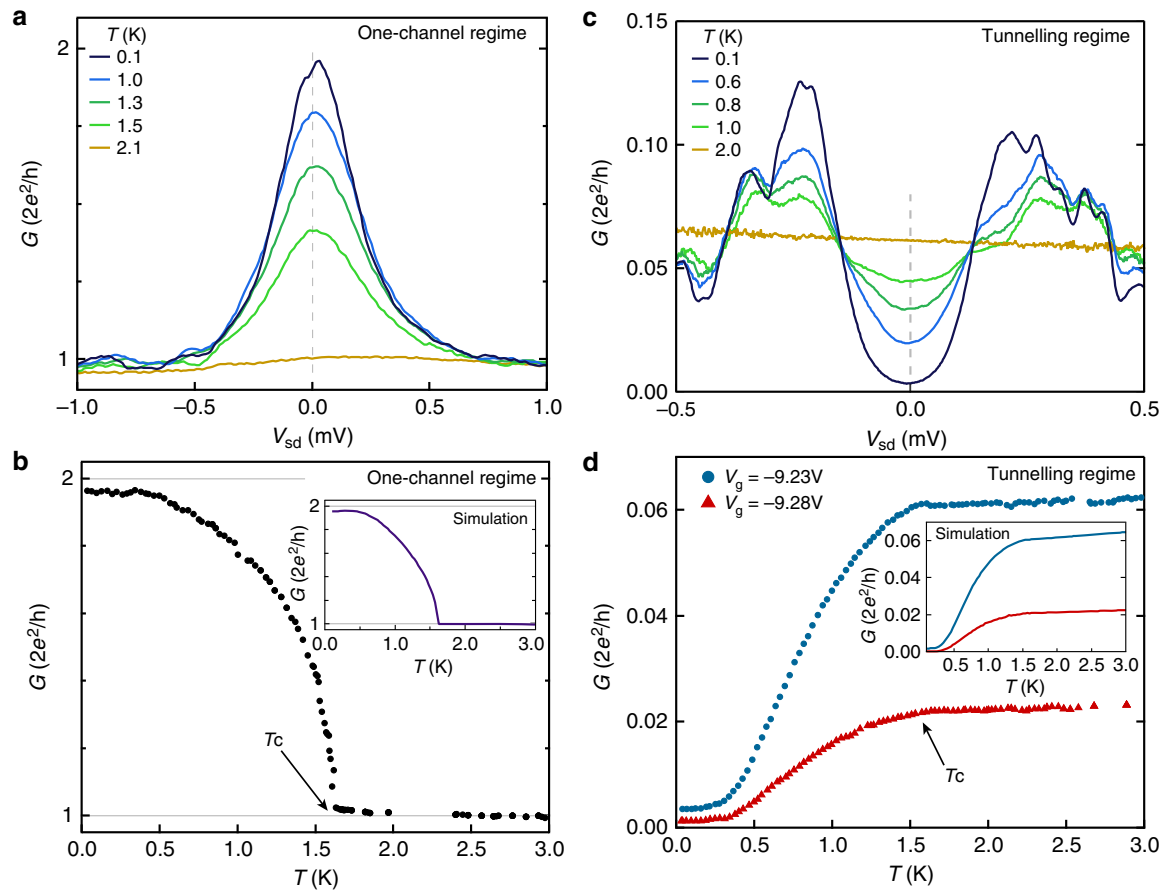 a
T (K)
0.1
1.0
1.3
1.5
2.1
One-channel regime
2
1
G (2e²/h)
–1.0 –0.5 0.0 0.5 1.0
Vsd (mV)
b
One-channel regime
2
1
G (2e²/h)
Tc
0.0 0.5 1.0 1.5 2.0 2.5 3.0
T (K)
Simulation
2
1
G (2e²/h)
0.0 1.0 2.0 3.0
T (K)
c
T (K)
0.1
0.6
0.8
1.0
2.0
Tunnelling regime
0.15
0.10
0.05
0.00
G (2e²/h)
–0.5 0.0 0.5
Vsd (mV)
d
Vg = –9.23V
Vg = –9.28V
Tunnelling regime
0.06
0.04
0.02
0.00
G (2e²/h)
Tc
0.0 0.5 1.0 1.5 2.0 2.5 3.0
T (K)
Simulation
0.06
0.04
0.02
0.00
G (2e²/h)
0.5 1.0 1.5 2.0 2.5 3.0
T (K)